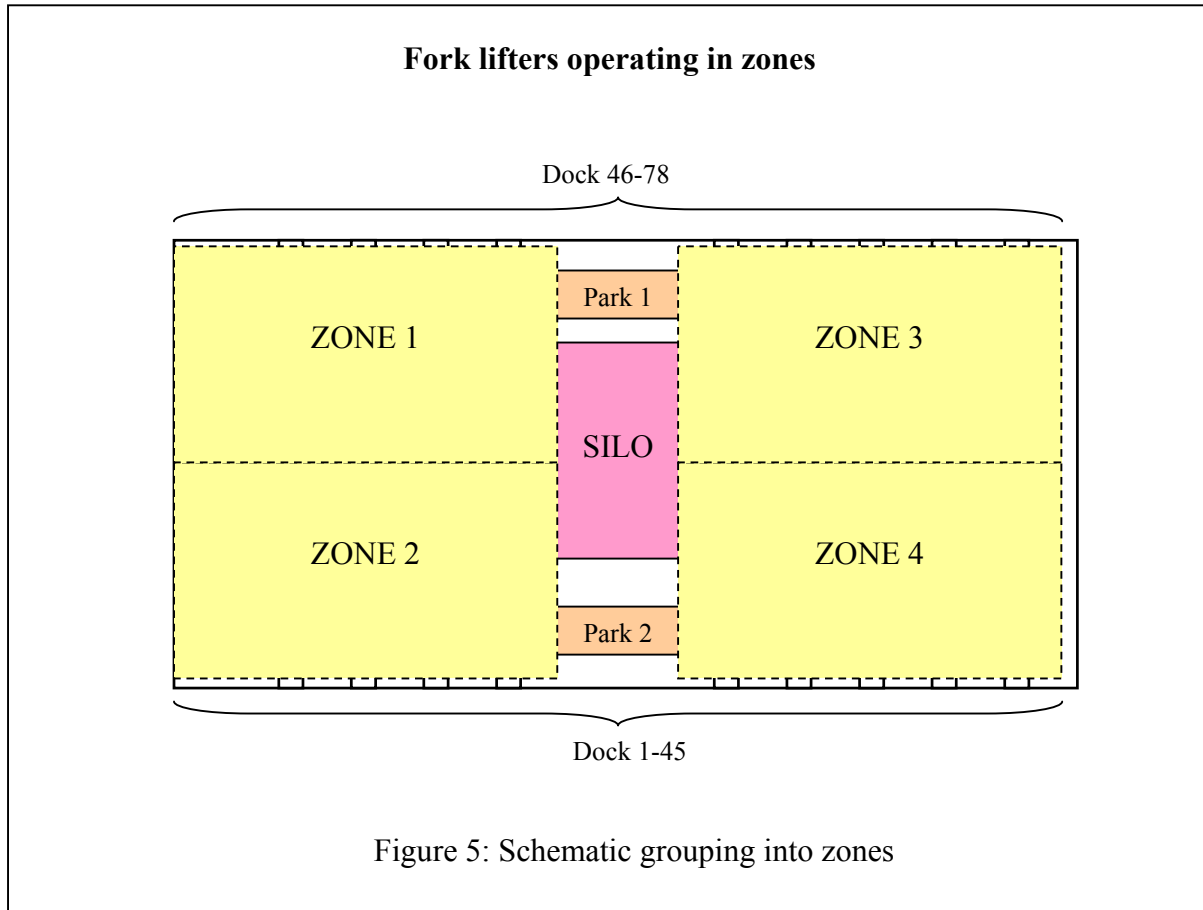 Fork lifters operating in zones
Dock 46-78
Park 1
ZONE 1
ZONE 3
SILO
ZONE 2
ZONE 4
Park 2
Dock 1-45
Figure 5: Schematic grouping into zones